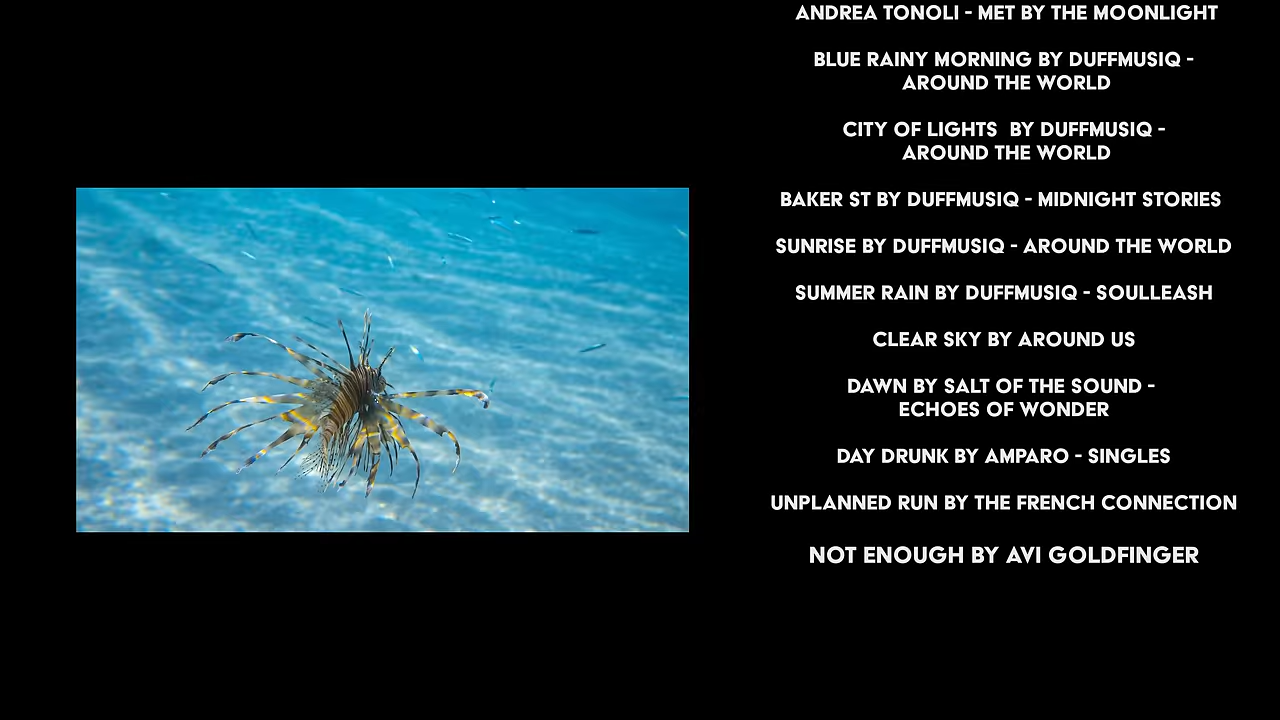 ANDREA TONOLI - MET BY THE MOONLIGHT
BLUE RAINY MORNING BY DUFFMUSIQ -
AROUND THE WORLD
CITY OF LIGHTS  BY DUFFMUSIQ -
AROUND THE WORLD
BAKER ST BY DUFFMUSIQ - MIDNIGHT STORIES
SUNRISE BY DUFFMUSIQ - AROUND THE WORLD
SUMMER RAIN BY DUFFMUSIQ - SOULLEASH
CLEAR SKY BY AROUND US
DAWN BY SALT OF THE SOUND -
ECHOES OF WONDER
DAY DRUNK BY AMPARO - SINGLES
UNPLANNED RUN BY THE FRENCH CONNECTION
NOT ENOUGH BY AVI GOLDFINGER